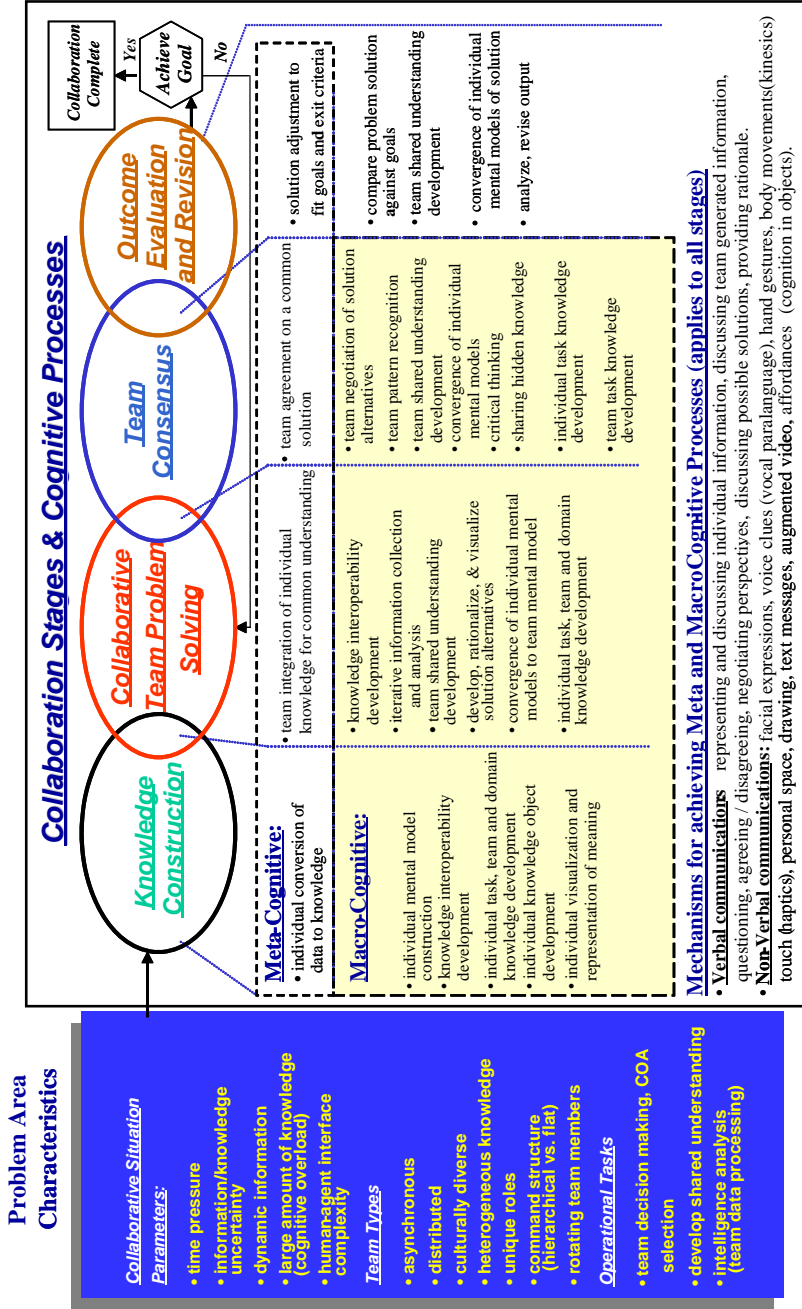 Problem Area
Characteristics
Collaborative Situation
Parameters:
• time pressure
• information/knowledge
uncertainty
• dynamic information
• large amount of knowledge
(cognitive overload)
• human-agent interface
complexity
Team Types
• asynchronous
• distributed
• culturally diverse
• heterogeneous knowledge
• unique roles
• command structure
(hierarchical vs. flat)
• rotating team members
Operational Tasks
• team decision making, COA
selection
• develop shared understanding
• intelligence analysis
(team data processing)
Collaboration Stages & Cognitive Processes
Knowledge
Construction
Collaborative
Team Problem
Solving
Team
Consensus
Outcome
Evaluation
and Revision
Collaboration
Complete
Yes
Achieve
Goal
No
Meta-Cognitive:
• individual conversion of
data to knowledge
• team integration of individual
knowledge for common understanding
• team agreement on a common
solution
• solution adjustment to
fit goals and exit criteria
Macro-Cognitive:
• individual mental model
construction
• knowledge interoperability
development
• individual task, team and domain
knowledge development
• individual knowledge object
development
• individual visualization and
representation of meaning
• knowledge interoperability
development
• iterative information collection
and analysis
• team shared understanding
development
• develop, rationalize, & visualize
solution alternatives
• convergence of individual mental
models to team mental model
• individual task, team and domain
knowledge development
• team negotiation of solution
alternatives
• team pattern recognition
• team shared understanding
development
• convergence of individual
mental models
• critical thinking
• sharing hidden knowledge
• individual task knowledge
development
• team task knowledge
development
• compare problem solution
against goals
• team shared understanding
development
• convergence of individual
mental models of solution
• analyze, revise output
Mechanisms for achieving Meta and MacroCognitive Processes (applies to all stages)
• Verbal communications representing and discussing individual information, discussing team generated information,
questioning, agreeing / disagreeing, negotiating perspectives, discussing possible solutions, providing rationale.
• Non-Verbal communications: facial expressions, voice clues (vocal paralanguage), hand gestures, body movements(kinesics)
touch (haptics), personal space, drawing, text messages, augmented video, affordances (cognition in objects).